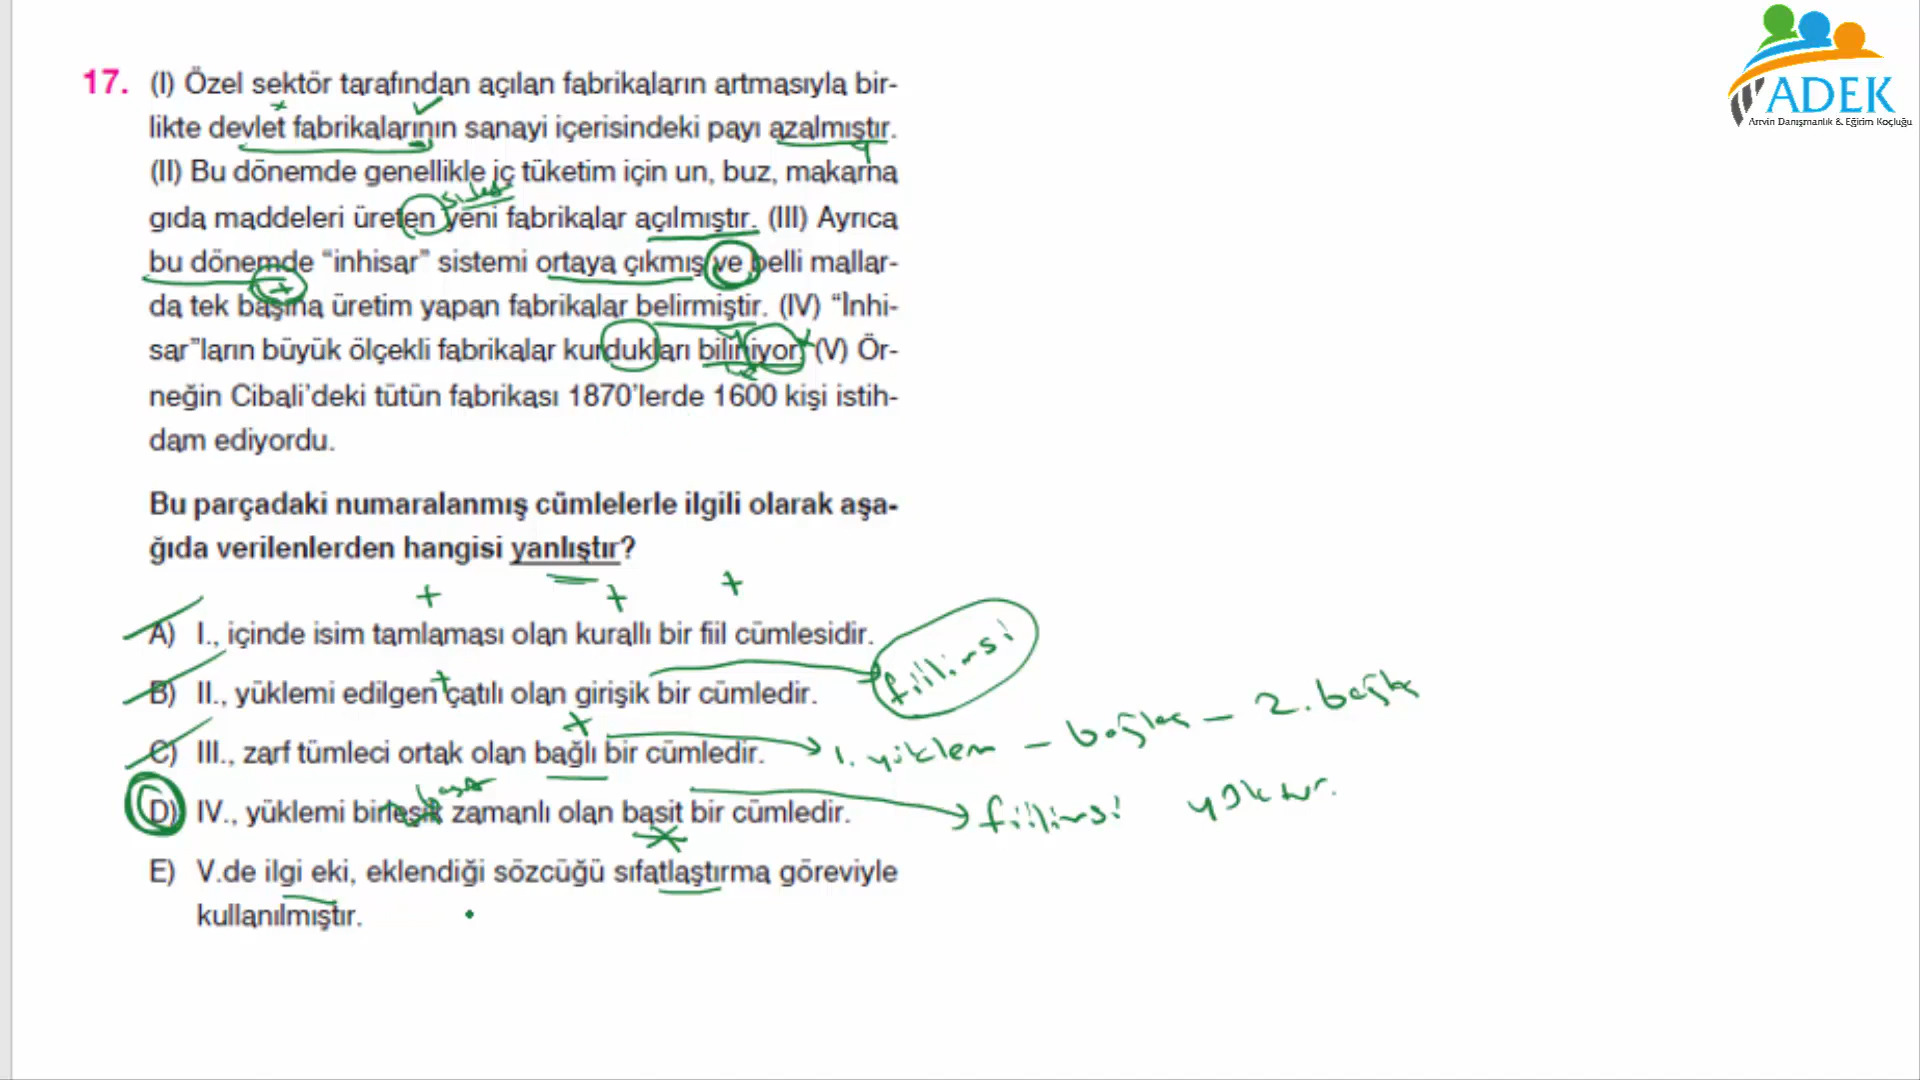 ADEK
Artvin Danışmanlık & Eğitim Koçluğu
17. (I) Özel sektör tarafından açılan fabrikaların artmasıyla bir-
likte devlet fabrikalarının sanayi içerisindeki payı azalmıştır.
(II) Bu dönemde genellikle iç tüketim için un, buz, makarna
gıda maddeleri üreten yeni fabrikalar açılmıştır. (III) Ayrıca
bu dönemde “inhisar” sistemi ortaya çıkmış ve belli mallar-
da tek başına üretim yapan fabrikalar belirmiştir. (IV) “İnhi-
sar”ların büyük ölçekli fabrikalar kurdukları biliniyor. (V) Ör-
neğin Cibali’deki tütün fabrikası 1870’lerde 1600 kişi istih-
dam ediyordu.
Bu parçadaki numaralanmış cümlelerle ilgili olarak aşa-
ğıda verilenlerden hangisi yanlıştır?
A) I., içinde isim tamlaması olan kurallı bir fiil cümlesidir.
fiilimsi
B) II., yüklemi edilgen çatılı olan girişik bir cümledir.
C) III., zarf tümleci ortak olan bağlı bir cümledir.
1. yüklem - bağlaç - 2.
D) IV., yüklemi birleşik zamanlı olan basit bir cümledir.
fiilimsi yoktur.
E) V.de ilgi eki, eklendiği sözcüğü sıfatlaştırma göreviyle
kullanılmıştır.